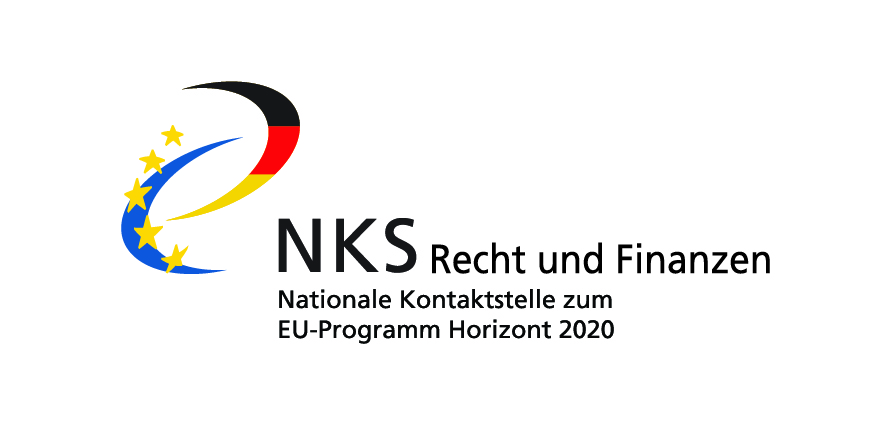 NKS Recht und Finanzen
Nationale Kontaktstelle zum
EU-Programm Horizont 2020